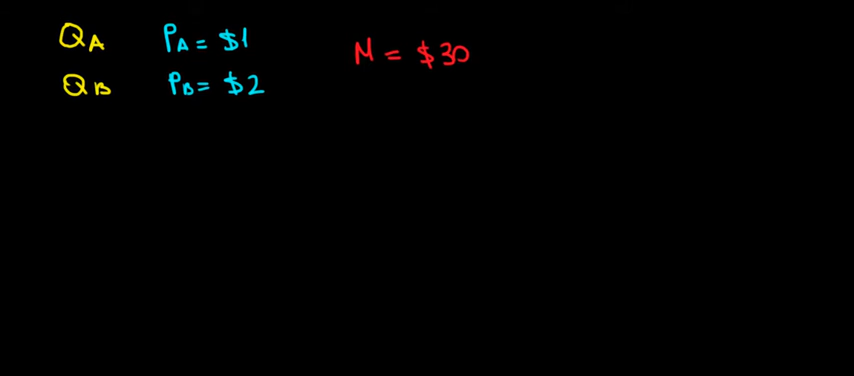 QA PA = $1
M = $30
QB PB = $2